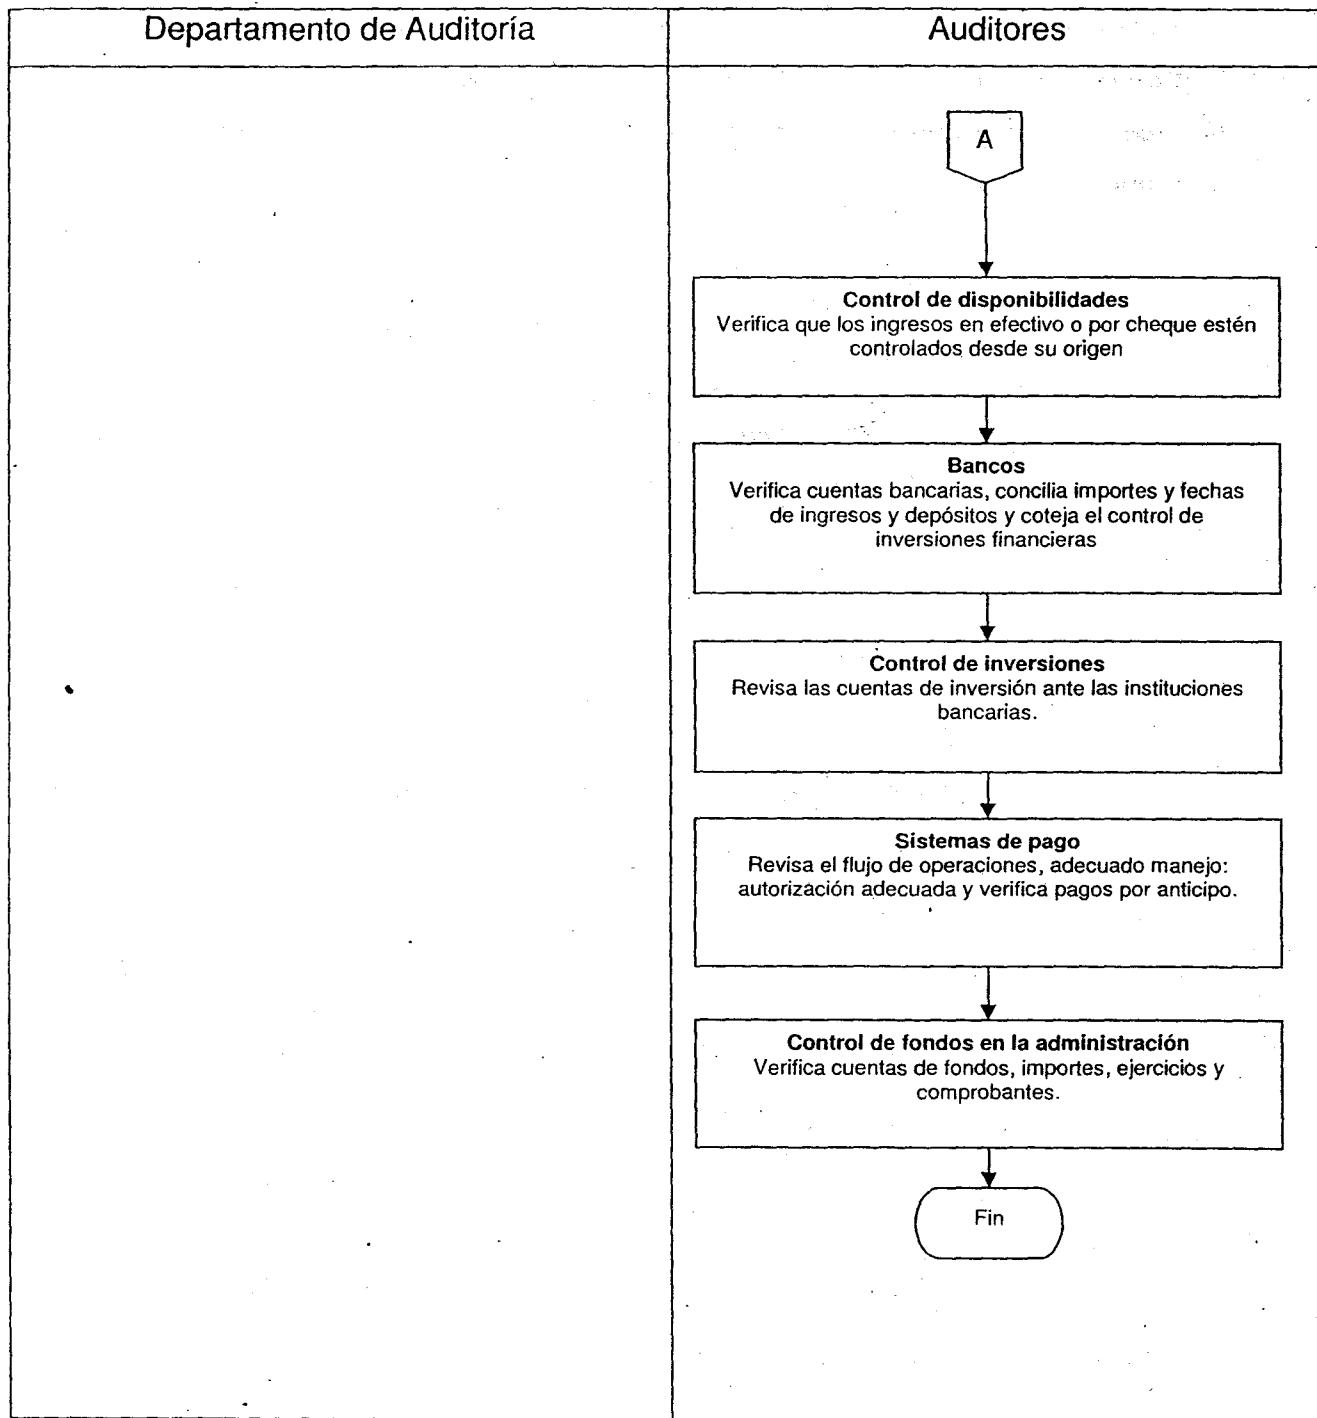 Departamento de Auditoría
Auditores
A
Control de disponibilidades
Verifica que los ingresos en efectivo o por cheque estén
controlados desde su origen
Bancos
Verifica cuentas bancarias, concilia importes y fechas
de ingresos y depósitos y coteja el control de
inversiones financieras
Control de inversiones
Revisa las cuentas de inversión ante las instituciones
bancarias.
Sistemas de pago
Revisa el flujo de operaciones, adecuado manejo:
autorización adecuada y verifica pagos por anticipo.
Control de fondos en la administración
Verifica cuentas de fondos, importes, ejercicios y
comprobantes.
Fin